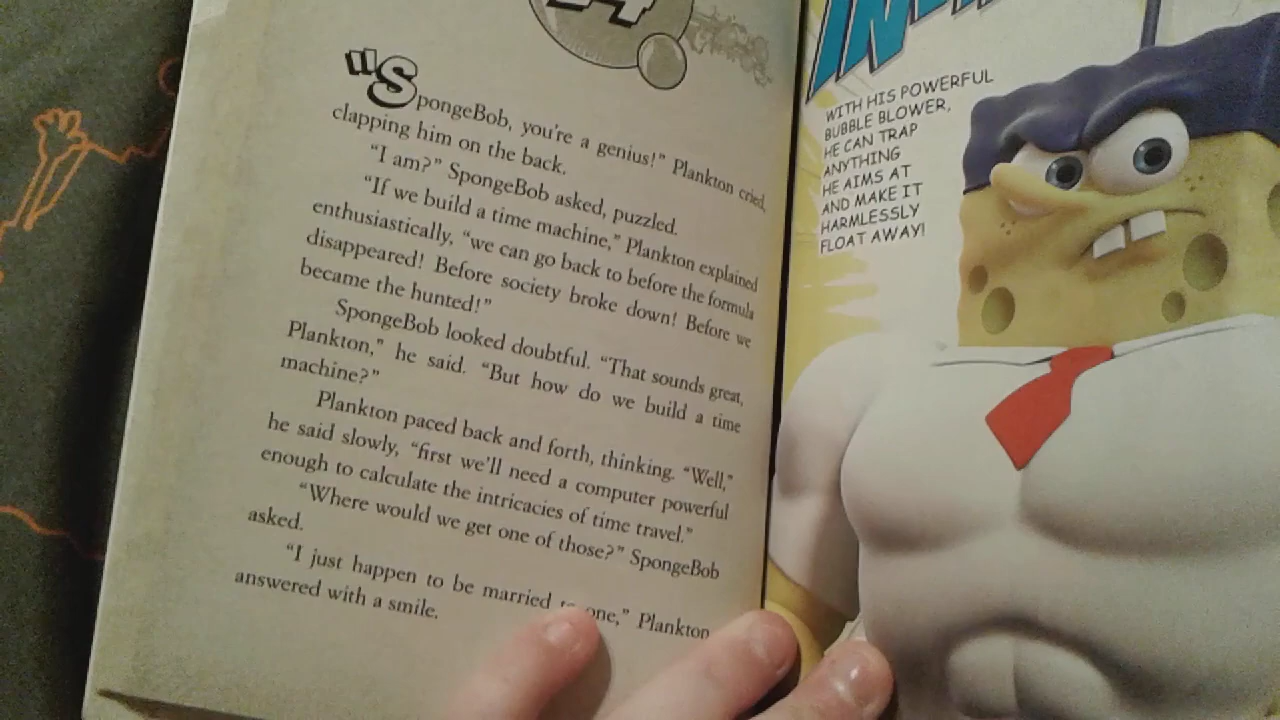 "SpongeBob, you're a genius!" Plankton cried,
clapping him on the back.
"I am?" SpongeBob asked, puzzled.
"If we build a time machine," Plankton explained
enthusiastically, "we can go back to before the formula
disappeared! Before society broke down! Before we
became the hunted!"
SpongeBob looked doubtful. "That sounds great,
Plankton," he said. "But how do we build a time
machine?"
Plankton paced back and forth, thinking. "Well,"
he said slowly, "first we'll need a computer powerful
enough to calculate the intricacies of time travel."
"Where would we get one of those?" SpongeBob
asked.
"I just happen to be married to one," Plankton
answered with a smile.
WITH HIS POWERFUL
BUBBLE BLOWER,
HE CAN TRAP
ANYTHING
HE AIMS AT
AND MAKE IT
HARMLESSLY
FLOAT AWAY!